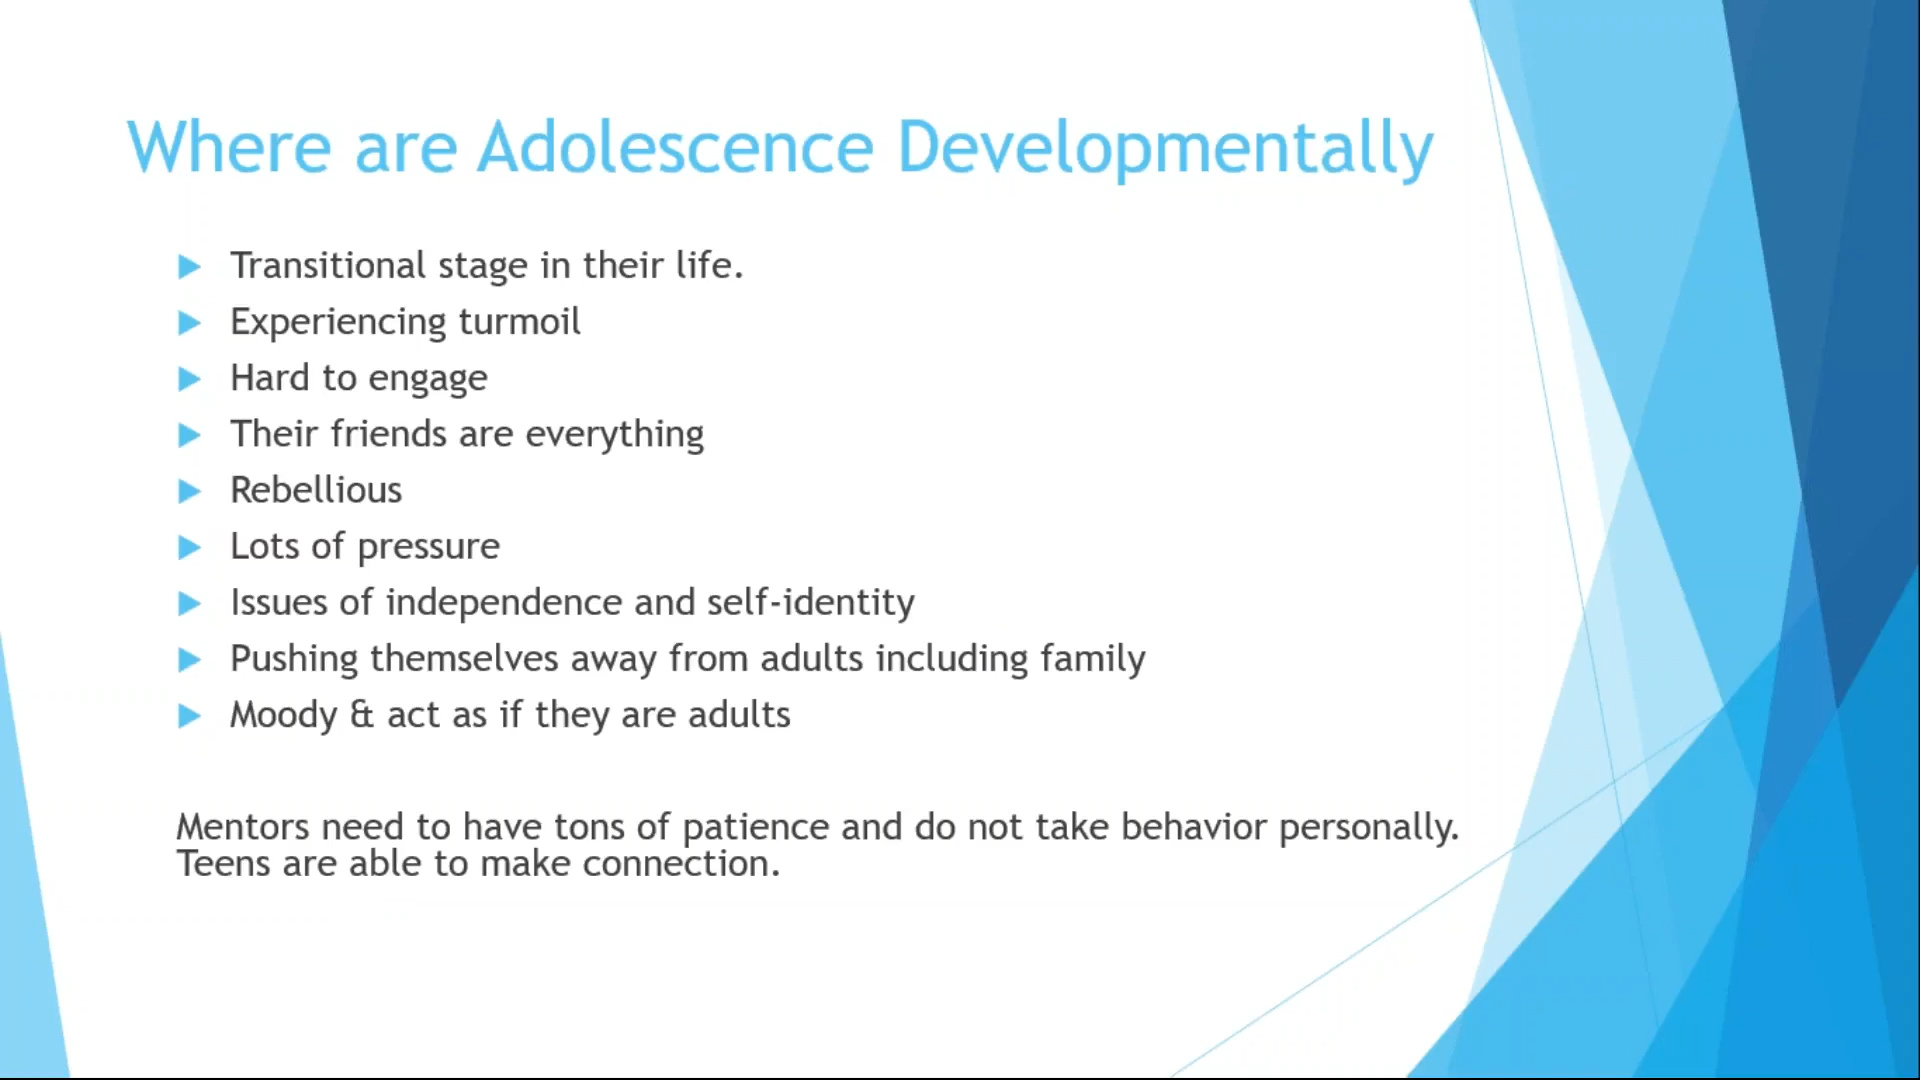 Where are Adolescence Developmentally
Transitional stage in their life.
Experiencing turmoil
Hard to engage
Their friends are everything
Rebellious
Lots of pressure
Issues of independence and self-identity
Pushing themselves away from adults including family
Moody & act as if they are adults
Mentors need to have tons of patience and do not take behavior personally.
Teens are able to make connection.